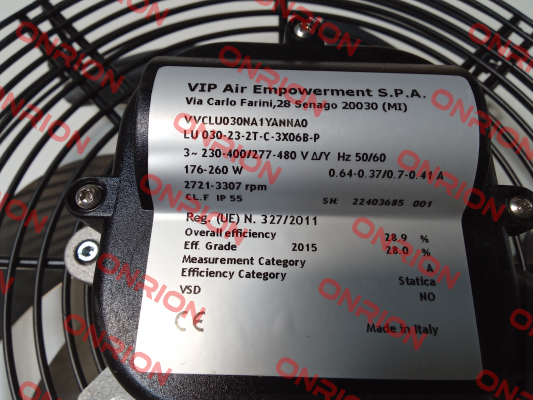 VIP Air Empowerment S.P.A.
Via Carlo Farini,28 Senago 20030 (MI)
VVCLU030NA1YANNA0
LU 030-23-2T-C-3X06B-P
3~ 230-400/277-480 V Δ/Y Hz 50/60
176-260 W 0.64-0.37/0.7-0.41 A
2721-3307 rpm
CL.F IP 55 SN: 22403685 001
Reg. (UE) N. 327/2011
Overall efficiency 28.9 %
Eff. Grade 2015 28.0 %
Measurement Category A
Efficiency Category Statica
VSD NO
CE Made in Italy
ONRION
ONRION
ONRION
ONRION
ONRION
ONRION
ONRION
ONRION
ONRION
ONRION
ONRION